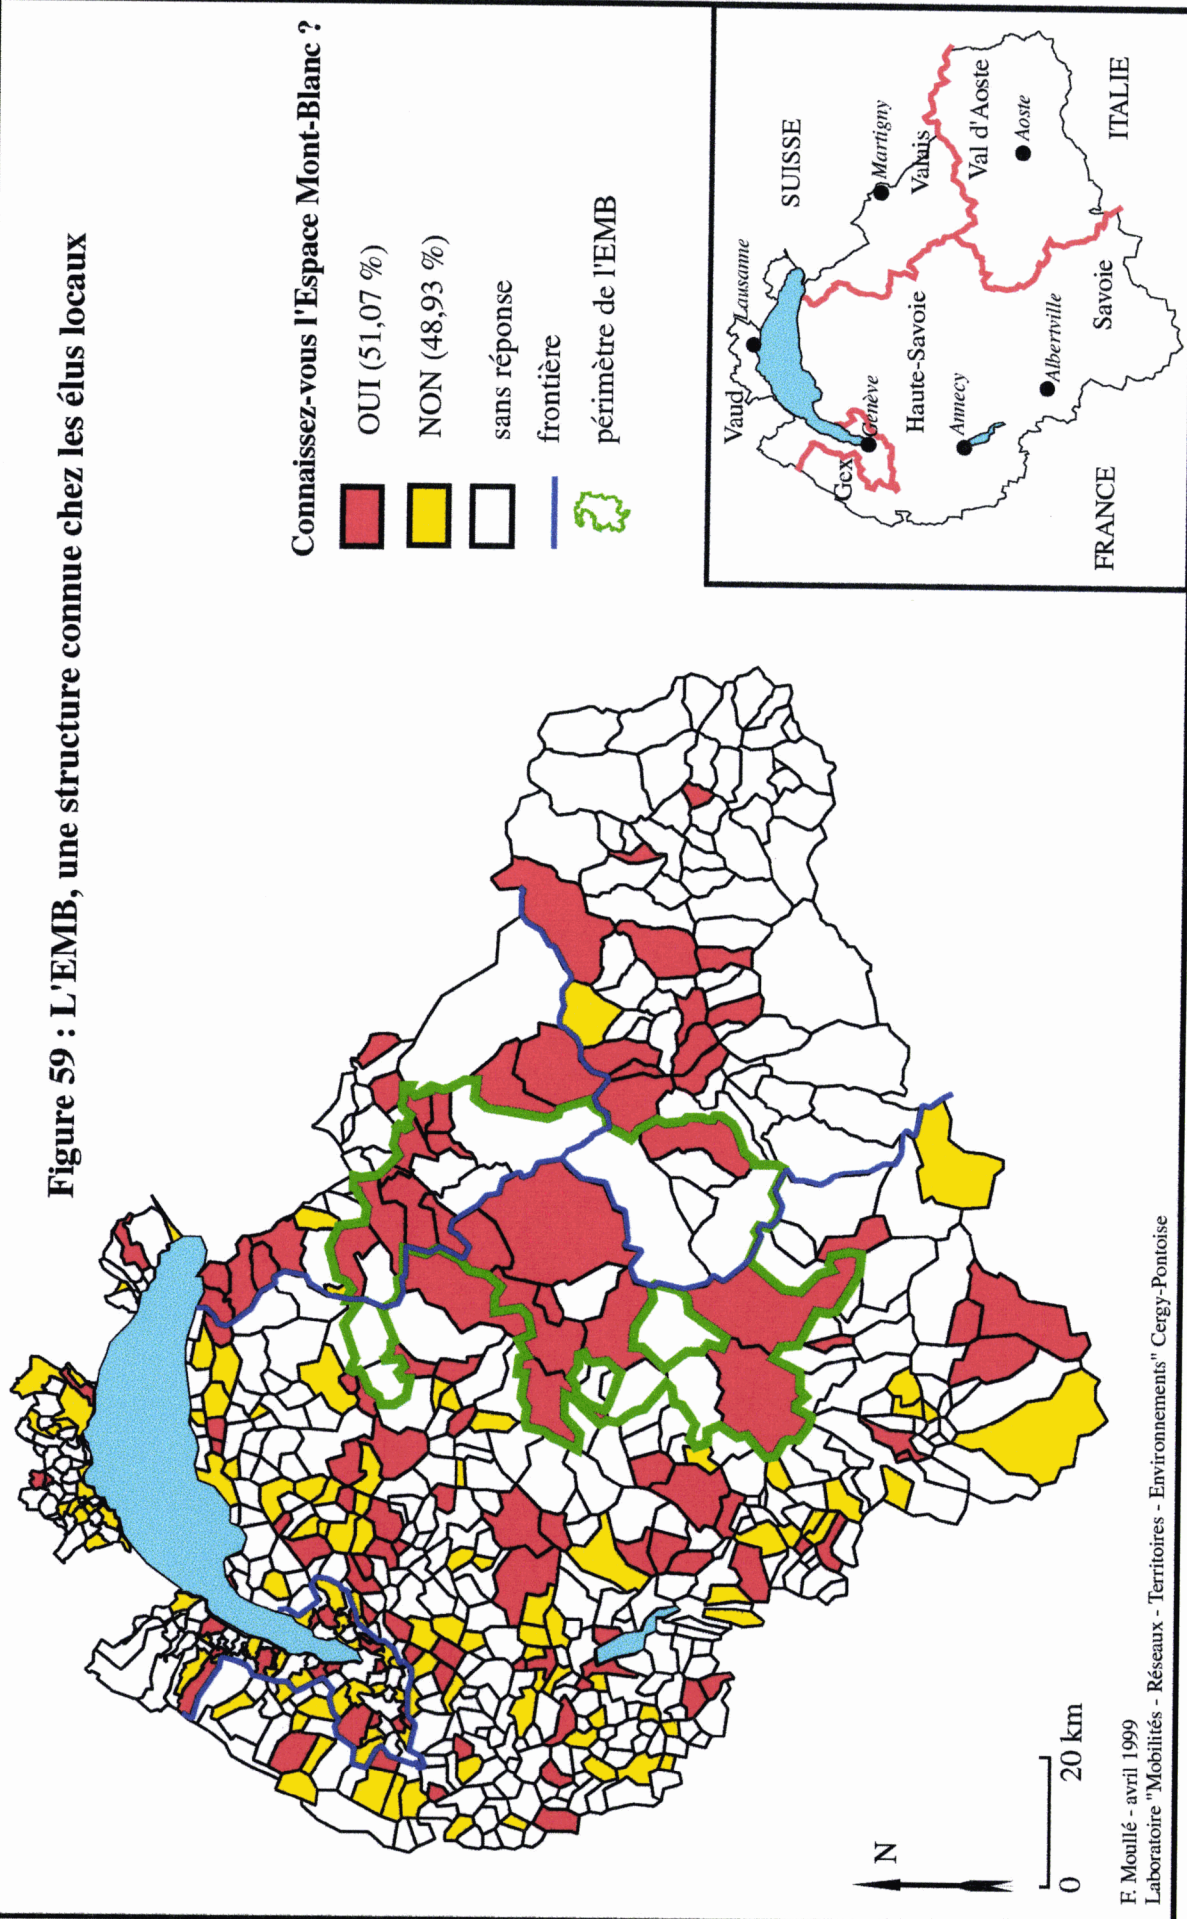 Figure 59 : L'EMB, une structure connue chez les élus locaux
Connaissez-vous l'Espace Mont-Blanc ?
OUI (51,07 %)
NON (48,93 %)
sans réponse
frontière
périmètre de l'EMB
SUISSE
Vaud
Lausanne
Martigny
Valais
Gex
Genève
Haute-Savoie
Val d'Aoste
Annecy
Aoste
Albertville
Savoie
FRANCE
ITALIE
N
0 20 km
F. Moullé - avril 1999
Laboratoire "Mobilités - Réseaux - Territoires - Environnements" Cergy-Pontoise